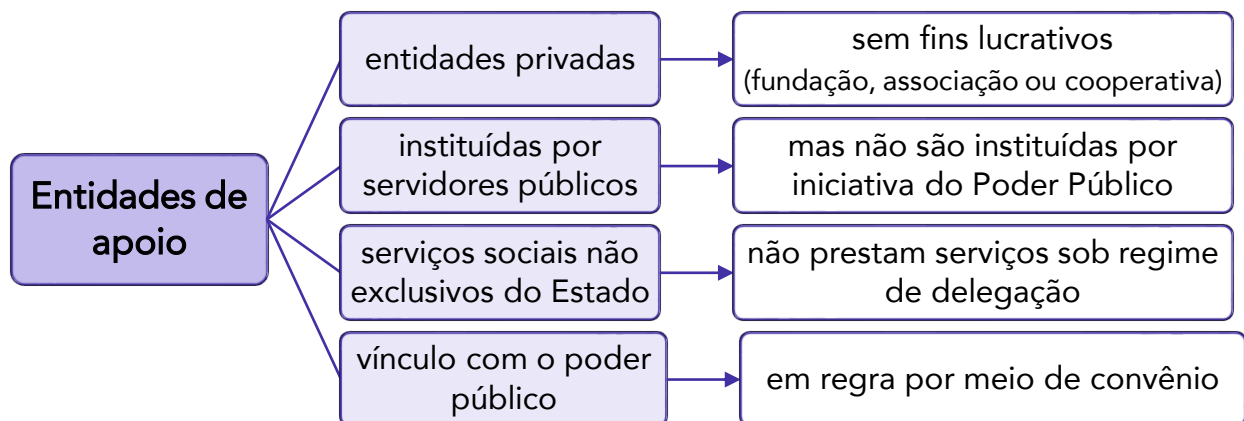 Entidades de
apoio
entidades privadas
sem fins lucrativos
(fundação, associação ou cooperativa)
instituídas por
servidores públicos
mas não são instituídas por
iniciativa do Poder Público
serviços sociais não
exclusivos do Estado
não prestam serviços sob regime
de delegação
vínculo com o poder
público
em regra por meio de convênio